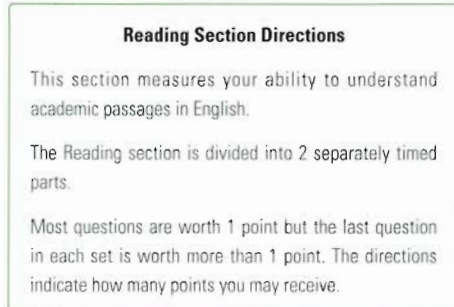 Reading Section Directions
This section measures your ability to understand
academic passages in English.
The Reading section is divided into 2 separately timed
parts.
Most questions are worth 1 point but the last question
in each set is worth more than 1 point. The directions
indicate how many points you may receive.